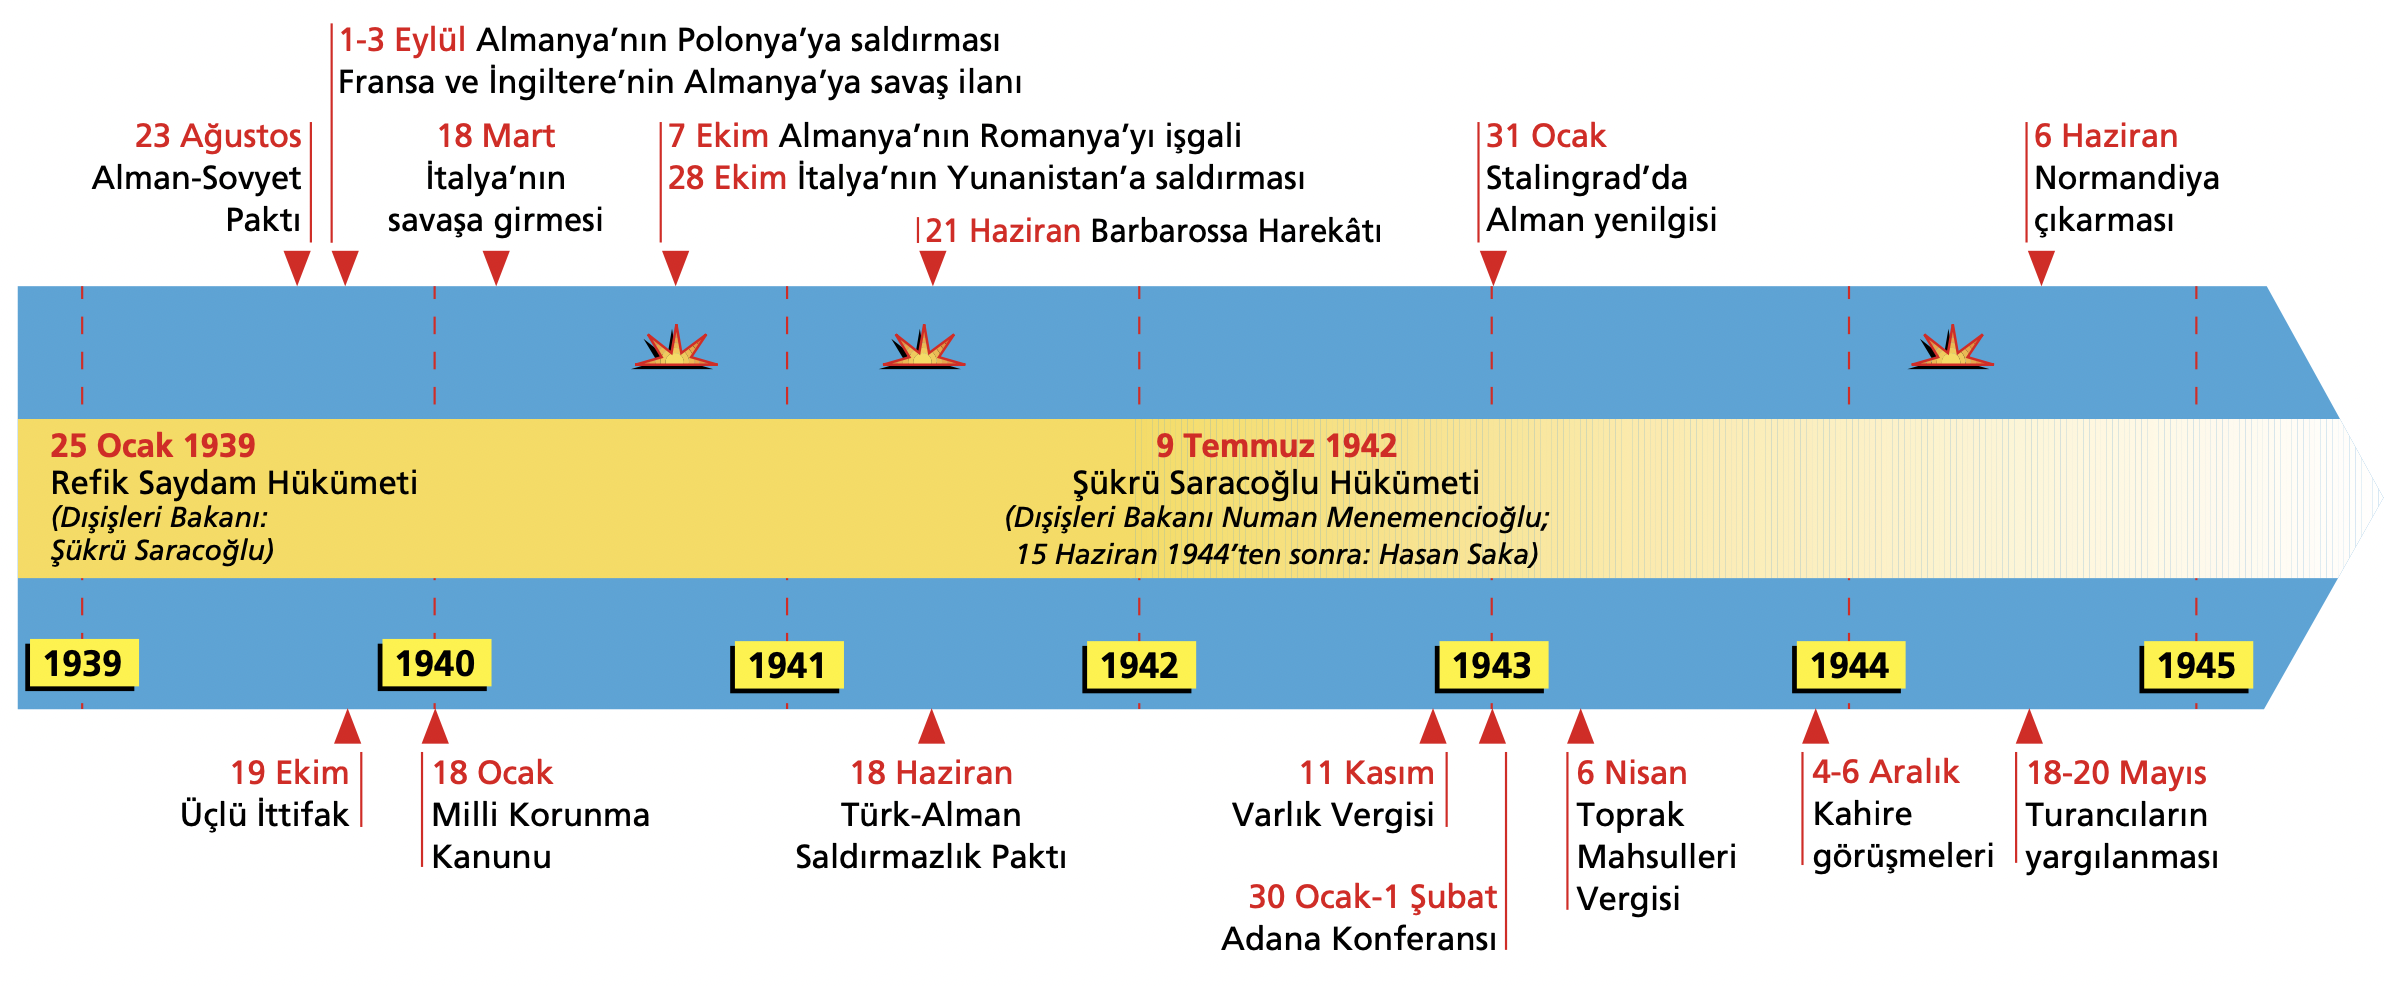 1-3 Eylül Almanya’nın Polonya’ya saldırması
Fransa ve İngiltere’nin Almanya’ya savaş ilanı
23 Ağustos
Alman-Sovyet
Paktı
18 Mart
İtalya’nın
savaşa girmesi
7 Ekim Almanya’nın Romanya’yı işgali
28 Ekim İtalya’nın Yunanistan’a saldırması
21 Haziran Barbarossa Harekâtı
31 Ocak
Stalingrad’da
Alman yenilgisi
6 Haziran
Normandiya
çıkarması
25 Ocak 1939
Refik Saydam Hükümeti
(Dışişleri Bakanı:
Şükrü Saracoğlu)
9 Temmuz 1942
Şükrü Saracoğlu Hükümeti
(Dışişleri Bakanı Numan Menemencioğlu;
15 Haziran 1944’ten sonra: Hasan Saka)
1939
1940
1941
1942
1943
1944
1945
19 Ekim
Üçlü İttifak
18 Ocak
Milli Korunma
Kanunu
18 Haziran
Türk-Alman
Saldırmazlık Paktı
11 Kasım
Varlık Vergisi
30 Ocak-1 Şubat
Adana Konferansı
6 Nisan
Toprak
Mahsulleri
Vergisi
4-6 Aralık
Kahire
görüşmeleri
18-20 Mayıs
Turancıların
yargılanması